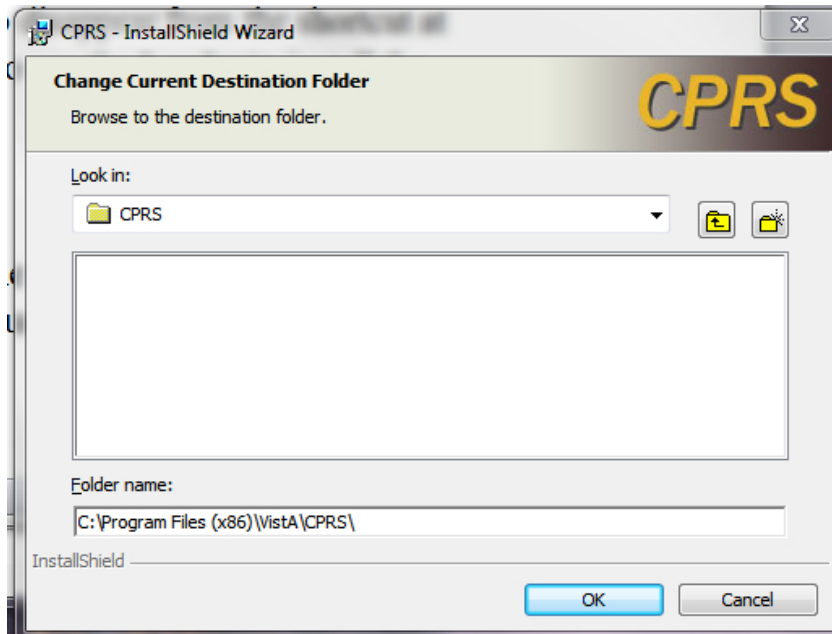 CPRS - InstallShield Wizard
Change Current Destination Folder
Browse to the destination folder.
CPRS
Look in:
CPRS
Folder name:
C:\Program Files (x86)\VistA\CPRS\
InstallShield
OK Cancel